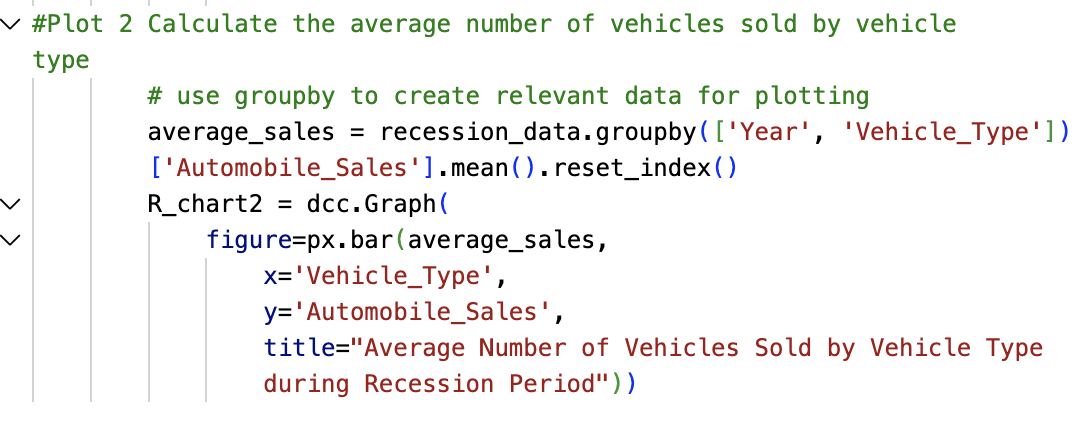 #Plot 2 Calculate the average number of vehicles sold by vehicle
type
# use groupby to create relevant data for plotting
average_sales = recession_data.groupby(['Year', 'Vehicle_Type'])
['Automobile_Sales'].mean().reset_index()
R_chart2 = dcc.Graph(
figure=px.bar(average_sales,
x='Vehicle_Type',
y='Automobile_Sales',
title="Average Number of Vehicles Sold by Vehicle Type
during Recession Period"))